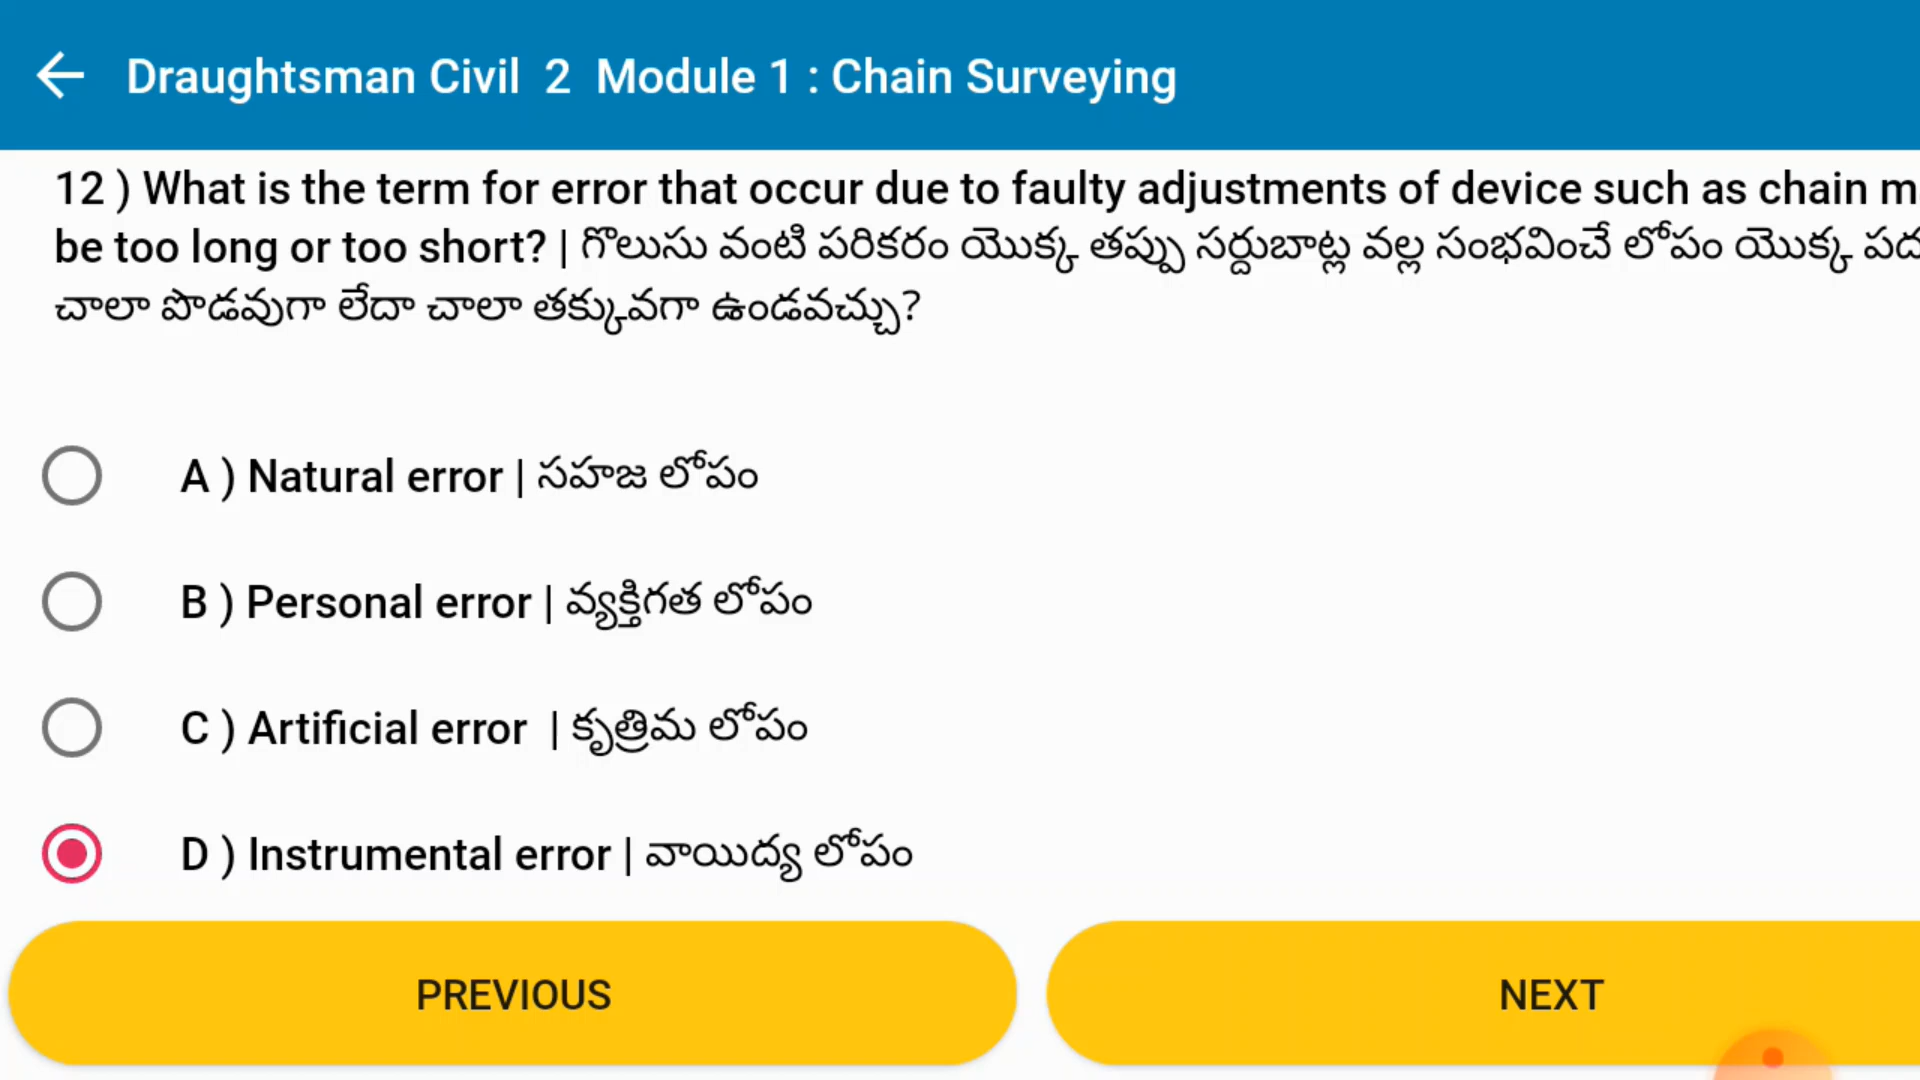 Draughtsman Civil 2 Module 1 : Chain Surveying
12 ) What is the term for error that occur due to faulty adjustments of device such as chain
be too long or too short? | గొలుసు వంటి పరికరం యొక్క తప్పు సర్దుబాట్ల వల్ల సంభవించే లోపం యొక్క
చాలా పొడవుగా లేదా చాలా తక్కువగా ఉండవచ్చు?
A ) Natural error | సహజ లోపం
B ) Personal error | వ్యక్తిగత లోపం
C ) Artificial error | కృత్రిమ లోపం
D ) Instrumental error | వాయిద్య లోపం
PREVIOUS
NEXT